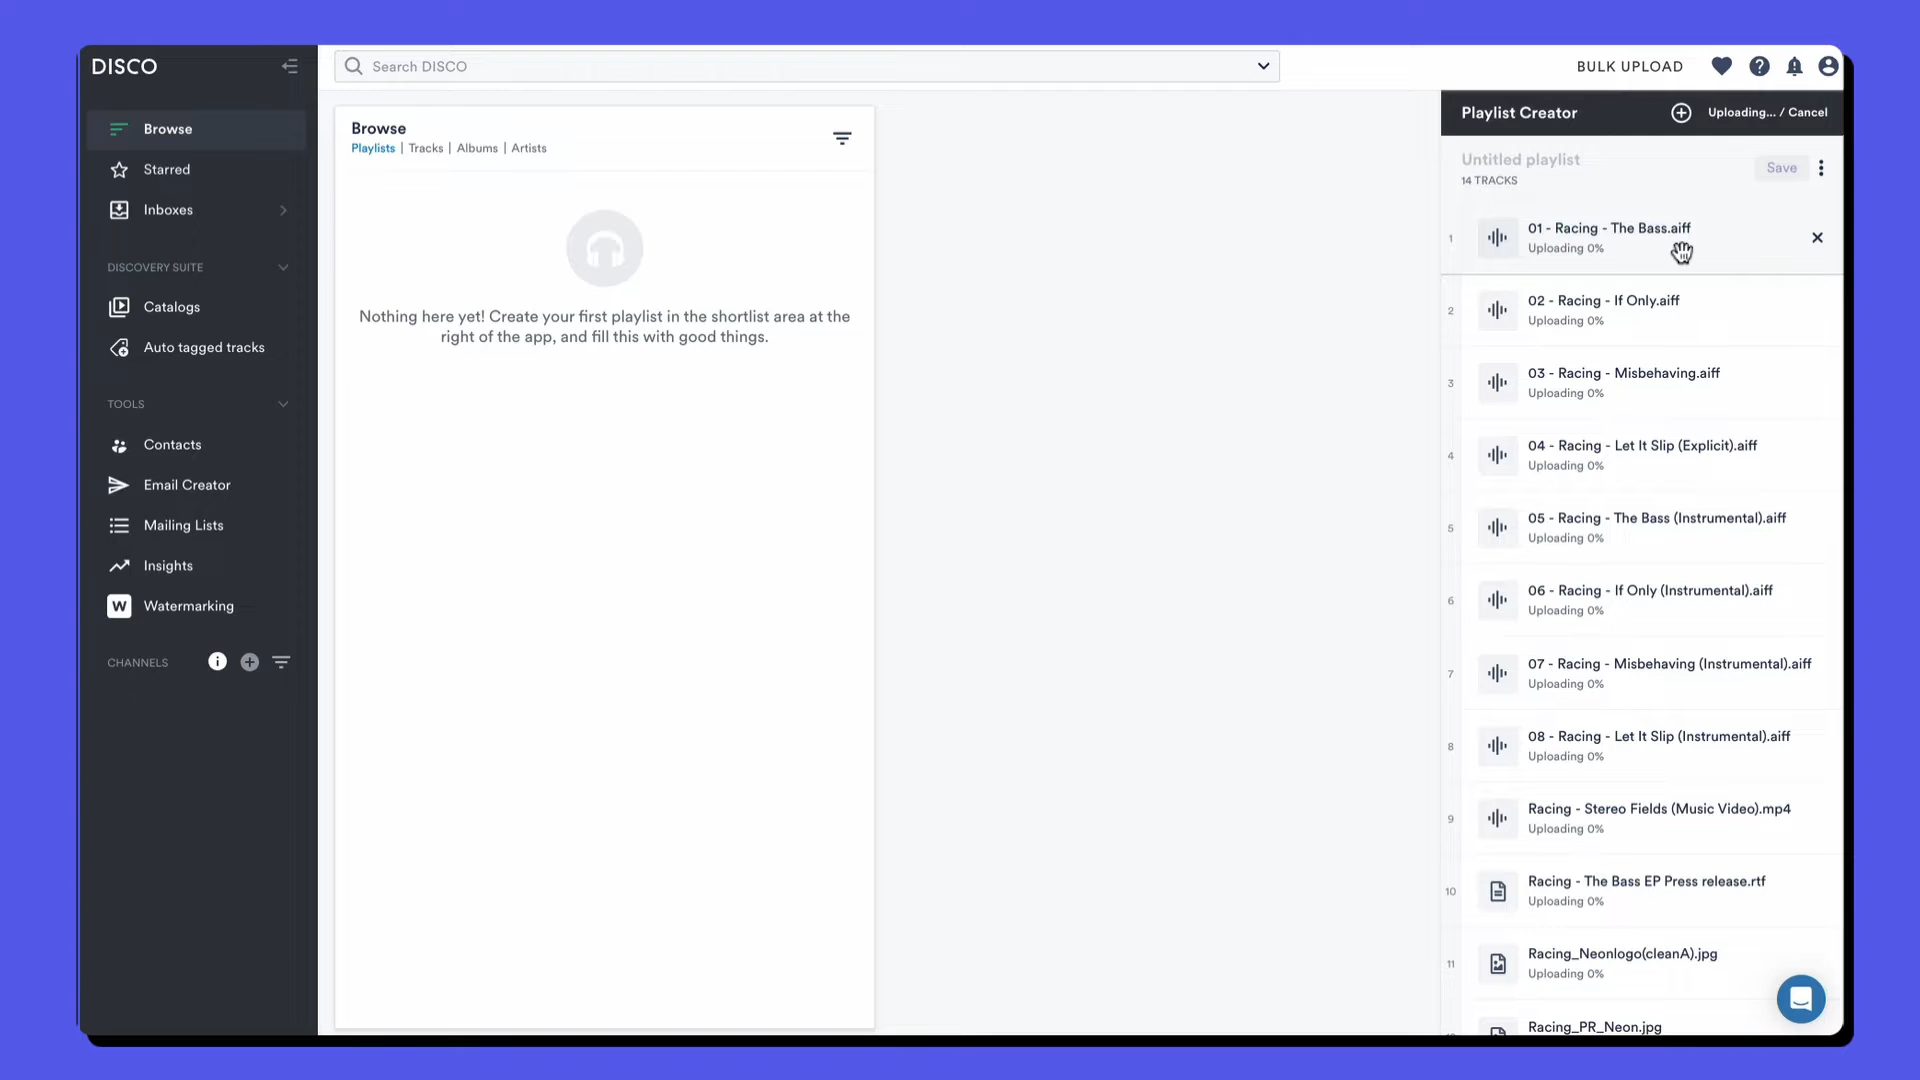 DISCO
Search DISCO
BULK UPLOAD
Browse
Starred
Inboxes
DISCOVERY SUITE
Catalogs
Auto tagged tracks
TOOLS
Contacts
Email Creator
Mailing Lists
Insights
W Watermarking
CHANNELS
Browse
Playlists | Tracks | Albums | Artists
Nothing here yet! Create your first playlist in the shortlist area at the
right of the app, and fill this with good things.
Playlist Creator
Uploading... / Cancel
Untitled playlist
Save
14 TRACKS
1
01 - Racing - The Bass.aiff
Uploading 0%
2
02 - Racing - If Only.aiff
Uploading 0%
3
03 - Racing - Misbehaving.aiff
Uploading 0%
4
04 - Racing - Let It Slip (Explicit).aiff
Uploading 0%
5
05 - Racing - The Bass (Instrumental).aiff
Uploading 0%
6
06 - Racing - If Only (Instrumental).aiff
Uploading 0%
7
07 - Racing - Misbehaving (Instrumental).aiff
Uploading 0%
8
08 - Racing - Let It Slip (Instrumental).aiff
Uploading 0%
9
Racing - Stereo Fields (Music Video).mp4
Uploading 0%
10
Racing - The Bass EP Press release.rtf
Uploading 0%
11
Racing_Neonlogo(cleanA).jpg
Uploading 0%
Racing_PR_Neon.jpg